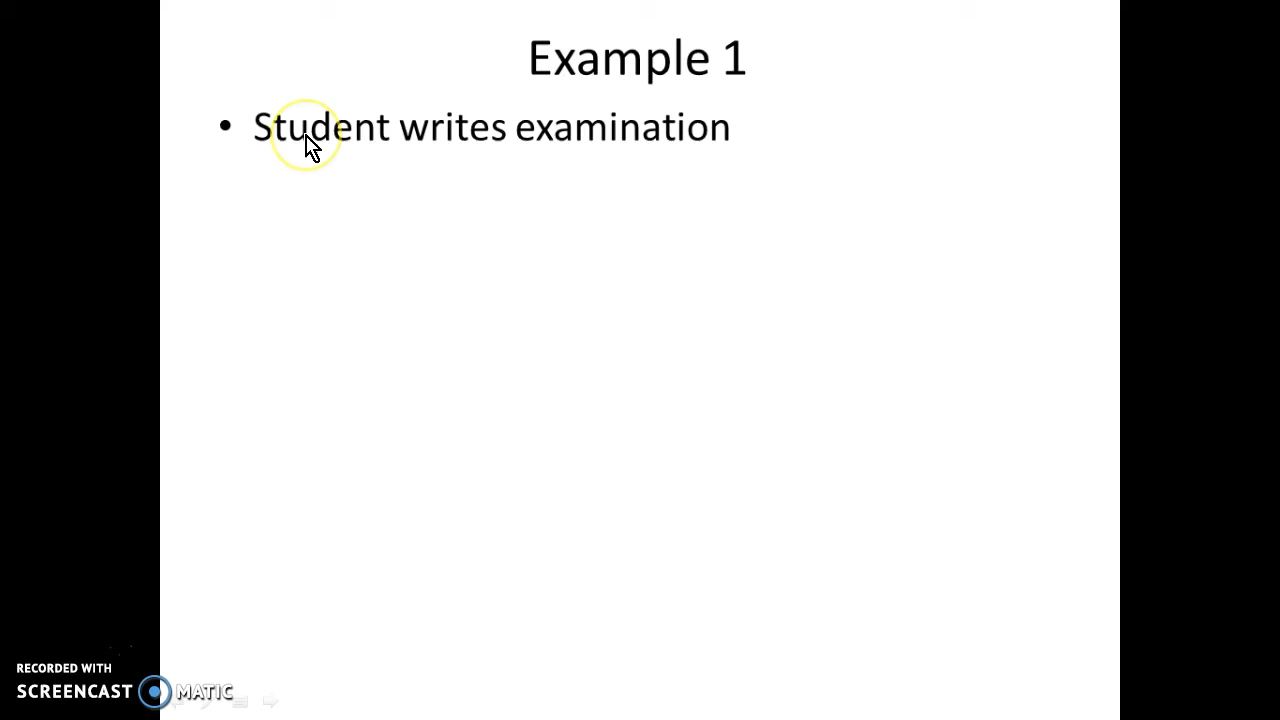 Example 1
• Student writes examination
RECORDED WITH
SCREENCAST MATIC